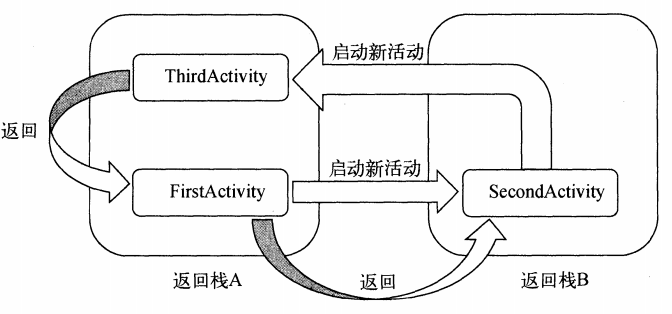 启动新活动
ThirdActivity
返回
启动新活动
FirstActivity
SecondActivity
返回栈A
返回
返回栈B